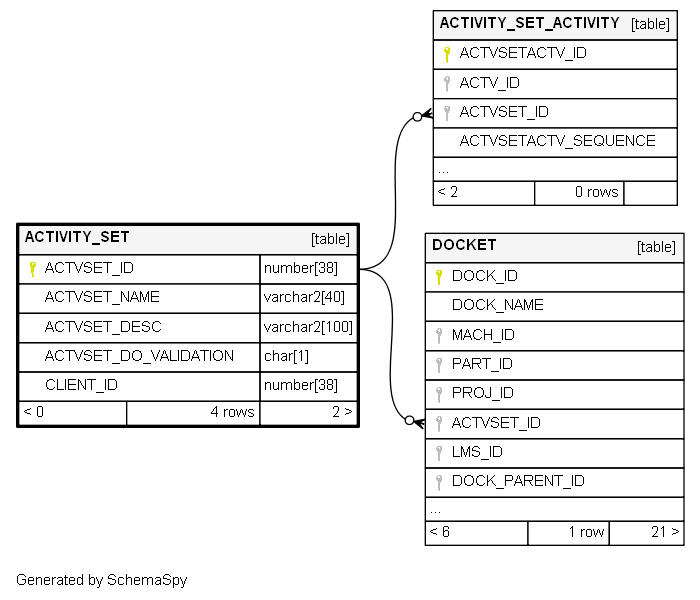 ACTIVITY_SET_ACTIVITY [table]
ACTVSETACTV_ID
ACTV_ID
ACTVSET_ID
ACTVSETACTV_SEQUENCE
...
< 2 0 rows
ACTIVITY_SET [table]
ACTVSET_ID number[38]
ACTVSET_NAME varchar2[40]
ACTVSET_DESC varchar2[100]
ACTVSET_DO_VALIDATION char[1]
CLIENT_ID number[38]
< 0 4 rows 2 >
DOCKET [table]
DOCK_ID
DOCK_NAME
MACH_ID
PART_ID
PROJ_ID
ACTVSET_ID
LMS_ID
DOCK_PARENT_ID
...
< 6 1 row 21 >
Generated by SchemaSpy